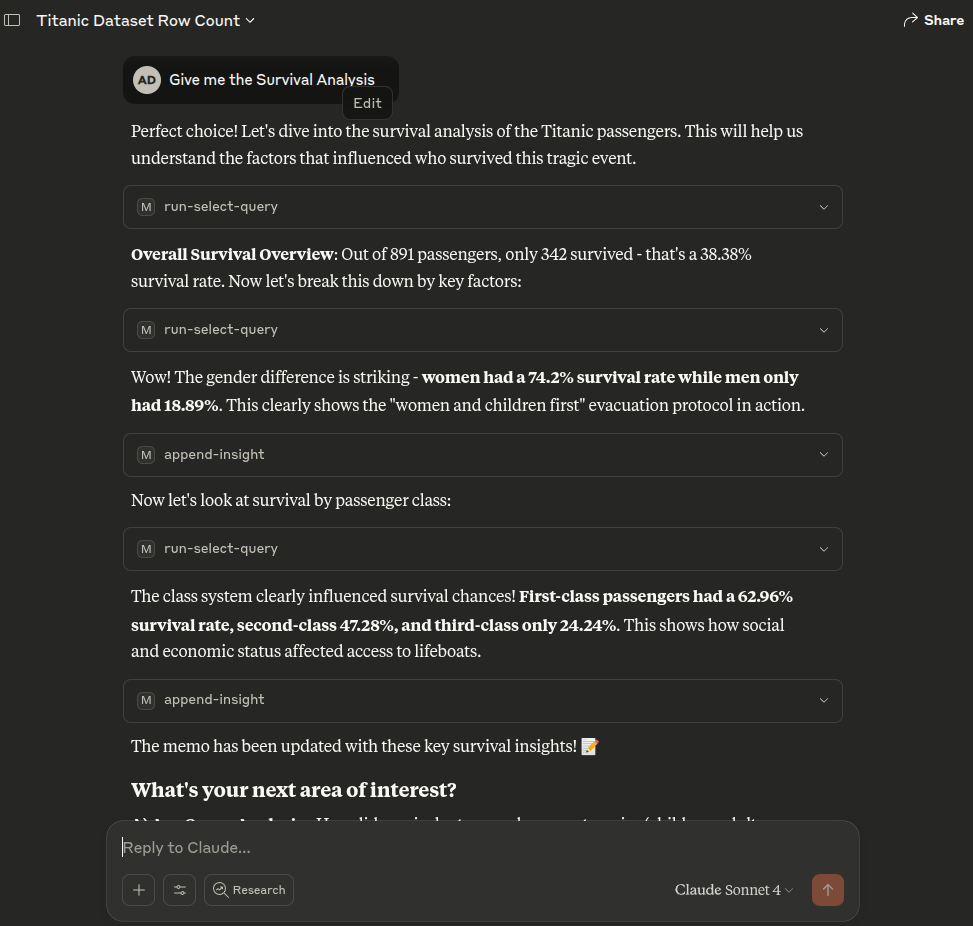 Titanic Dataset Row Count
Share
AD Give me the Survival Analysis
Edit
Perfect choice! Let's dive into the survival analysis of the Titanic passengers. This will help us
understand the factors that influenced who survived this tragic event.
M run-select-query
Overall Survival Overview: Out of 891 passengers, only 342 survived - that's a 38.38%
survival rate. Now let's break this down by key factors:
M run-select-query
Wow! The gender difference is striking - women had a 74.2% survival rate while men only
had 18.89%. This clearly shows the "women and children first" evacuation protocol in action.
M append-insight
Now let's look at survival by passenger class:
M run-select-query
The class system clearly influenced survival chances! First-class passengers had a 62.96%
survival rate, second-class 47.28%, and third-class only 24.24%. This shows how social
and economic status affected access to lifeboats.
M append-insight
The memo has been updated with these key survival insights! 📝
What's your next area of interest?
Reply to Claude...
Research
Claude Sonnet 4